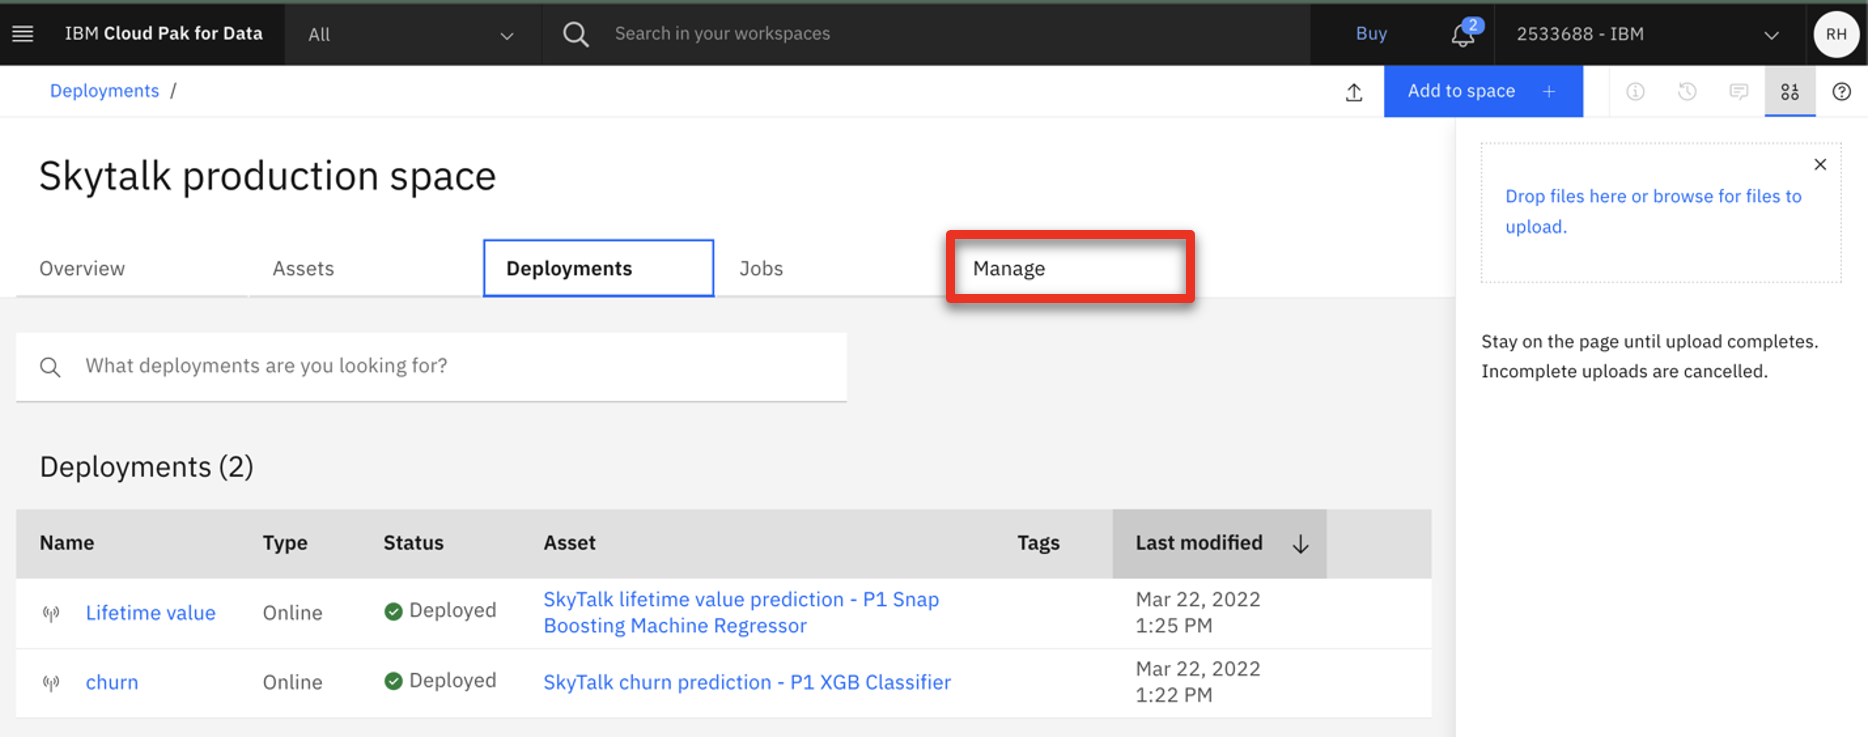 IBM Cloud Pak for Data
All
Search in your workspaces
Buy
2
2533688 - IBM
RH
Deployments /
Add to space +
Skytalk production space
Overview
Assets
Deployments
Jobs
Manage
What deployments are you looking for?
Deployments (2)
Name Type Status Asset Tags Last modified
Lifetime value Online Deployed SkyTalk lifetime value prediction - P1 Snap Mar 22, 2022
Boosting Machine Regressor 1:25 PM
churn Online Deployed SkyTalk churn prediction - P1 XGB Classifier Mar 22, 2022
1:22 PM
Drop files here or browse for files to
upload.
Stay on the page until upload completes.
Incomplete uploads are cancelled.